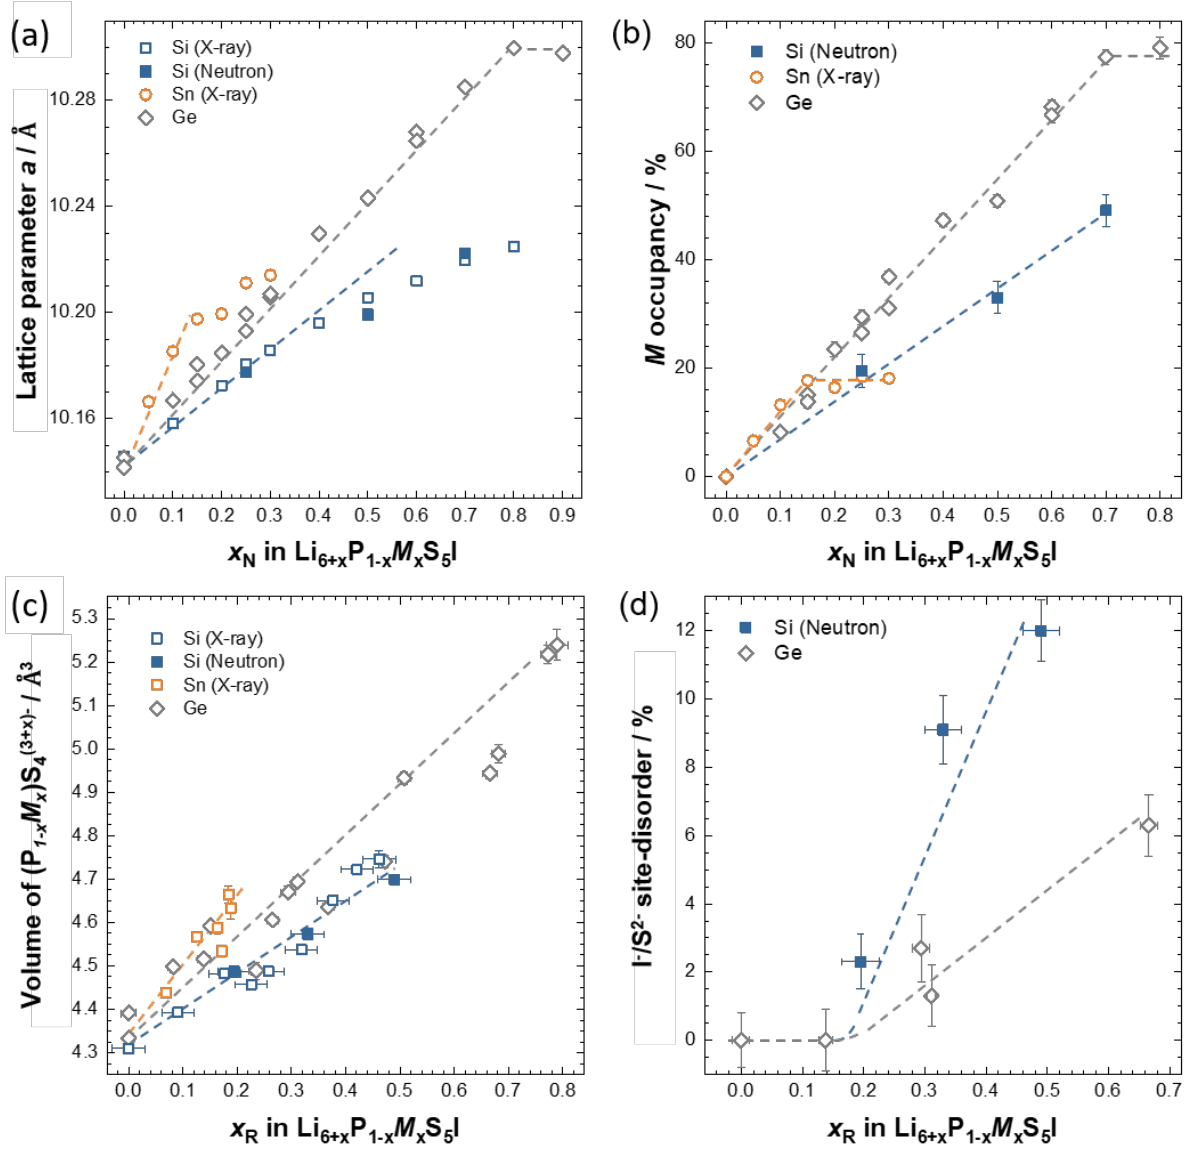 (a)
Si (X-ray)
Si (Neutron)
Sn (X-ray)
Ge
Lattice parameter a / Å
10.28
10.24
10.20
10.16
0.0 0.1 0.2 0.3 0.4 0.5 0.6 0.7 0.8 0.9
xN in Li6+xP1-xMxS5I
(b)
Si (Neutron)
Sn (X-ray)
Ge
M occupancy / %
80
60
40
20
0
0.0 0.1 0.2 0.3 0.4 0.5 0.6 0.7 0.8
xN in Li6+xP1-xMxS5I
(c)
Si (X-ray)
Si (Neutron)
Sn (X-ray)
Ge
Volume of (P1-xMx)S4(3+x)- / Å3
5.3
5.2
5.1
5.0
4.9
4.8
4.7
4.6
4.5
4.4
4.3
0.0 0.1 0.2 0.3 0.4 0.5 0.6 0.7 0.8
xR in Li6+xP1-xMxS5I
(d)
Si (Neutron)
Ge
I-/S2- site-disorder / %
12
10
8
6
4
2
0
0.0 0.1 0.2 0.3 0.4 0.5 0.6 0.7
xR in Li6+xP1-xMxS5I